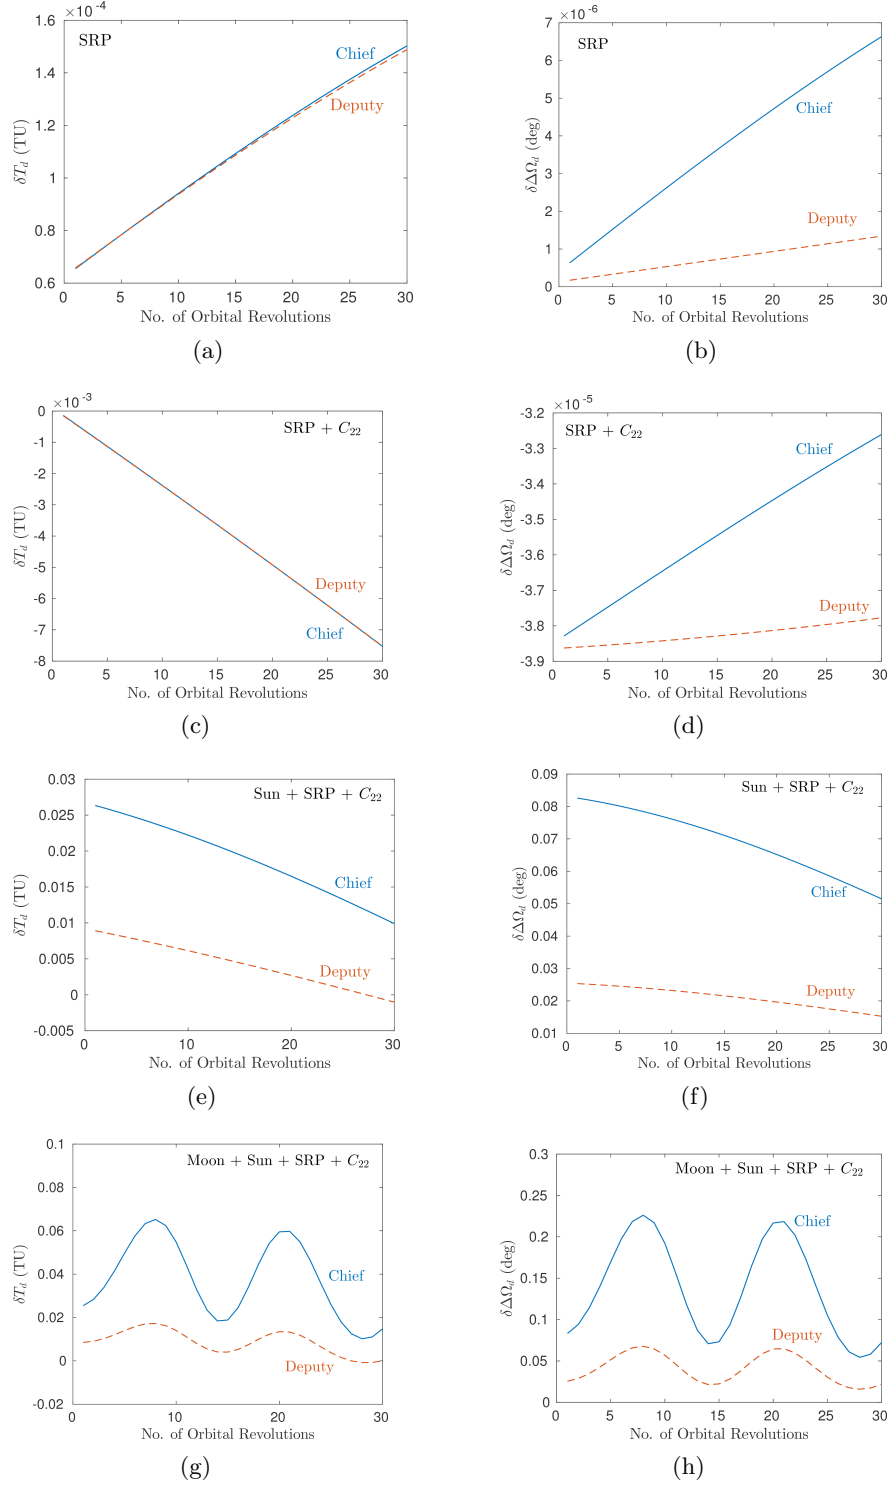 ×10⁻⁴
1.6
1.4
1.2
1
0.8
0.6
SRP
Chief
Deputy
δT_d (TU)
0 5 10 15 20 25 30
No. of Orbital Revolutions
(a)
×10⁻⁶
7
6
5
4
3
2
1
0
SRP
Chief
Deputy
δΔΩ_d (deg)
0 5 10 15 20 25 30
No. of Orbital Revolutions
(b)
×10⁻³
0
-1
-2
-3
-4
-5
-6
-7
-8
SRP + C₂₂
Deputy
Chief
δT_d (TU)
0 5 10 15 20 25 30
No. of Orbital Revolutions
(c)
×10⁻⁵
-3.2
-3.3
-3.4
-3.5
-3.6
-3.7
-3.8
-3.9
SRP + C₂₂
Chief
Deputy
δΔΩ_d (deg)
0 5 10 15 20 25 30
No. of Orbital Revolutions
(d)
0.03
0.025
0.02
0.015
0.01
0.005
0
-0.005
Sun + SRP + C₂₂
Chief
Deputy
δT_d (TU)
0 10 20 30
No. of Orbital Revolutions
(e)
0.09
0.08
0.07
0.06
0.05
0.04
0.03
0.02
0.01
Sun + SRP + C₂₂
Chief
Deputy
δΔΩ_d (deg)
0 5 10 15 20 25 30
No. of Orbital Revolutions
(f)
0.1
0.08
0.06
0.04
0.02
0
-0.02
Moon + Sun + SRP + C₂₂
Chief
Deputy
δT_d (TU)
0 10 20 30
No. of Orbital Revolutions
(g)
0.3
0.25
0.2
0.15
0.1
0.05
0
Moon + Sun + SRP + C₂₂
Chief
Deputy
δΔΩ_d (deg)
0 5 10 15 20 25 30
No. of Orbital Revolutions
(h)